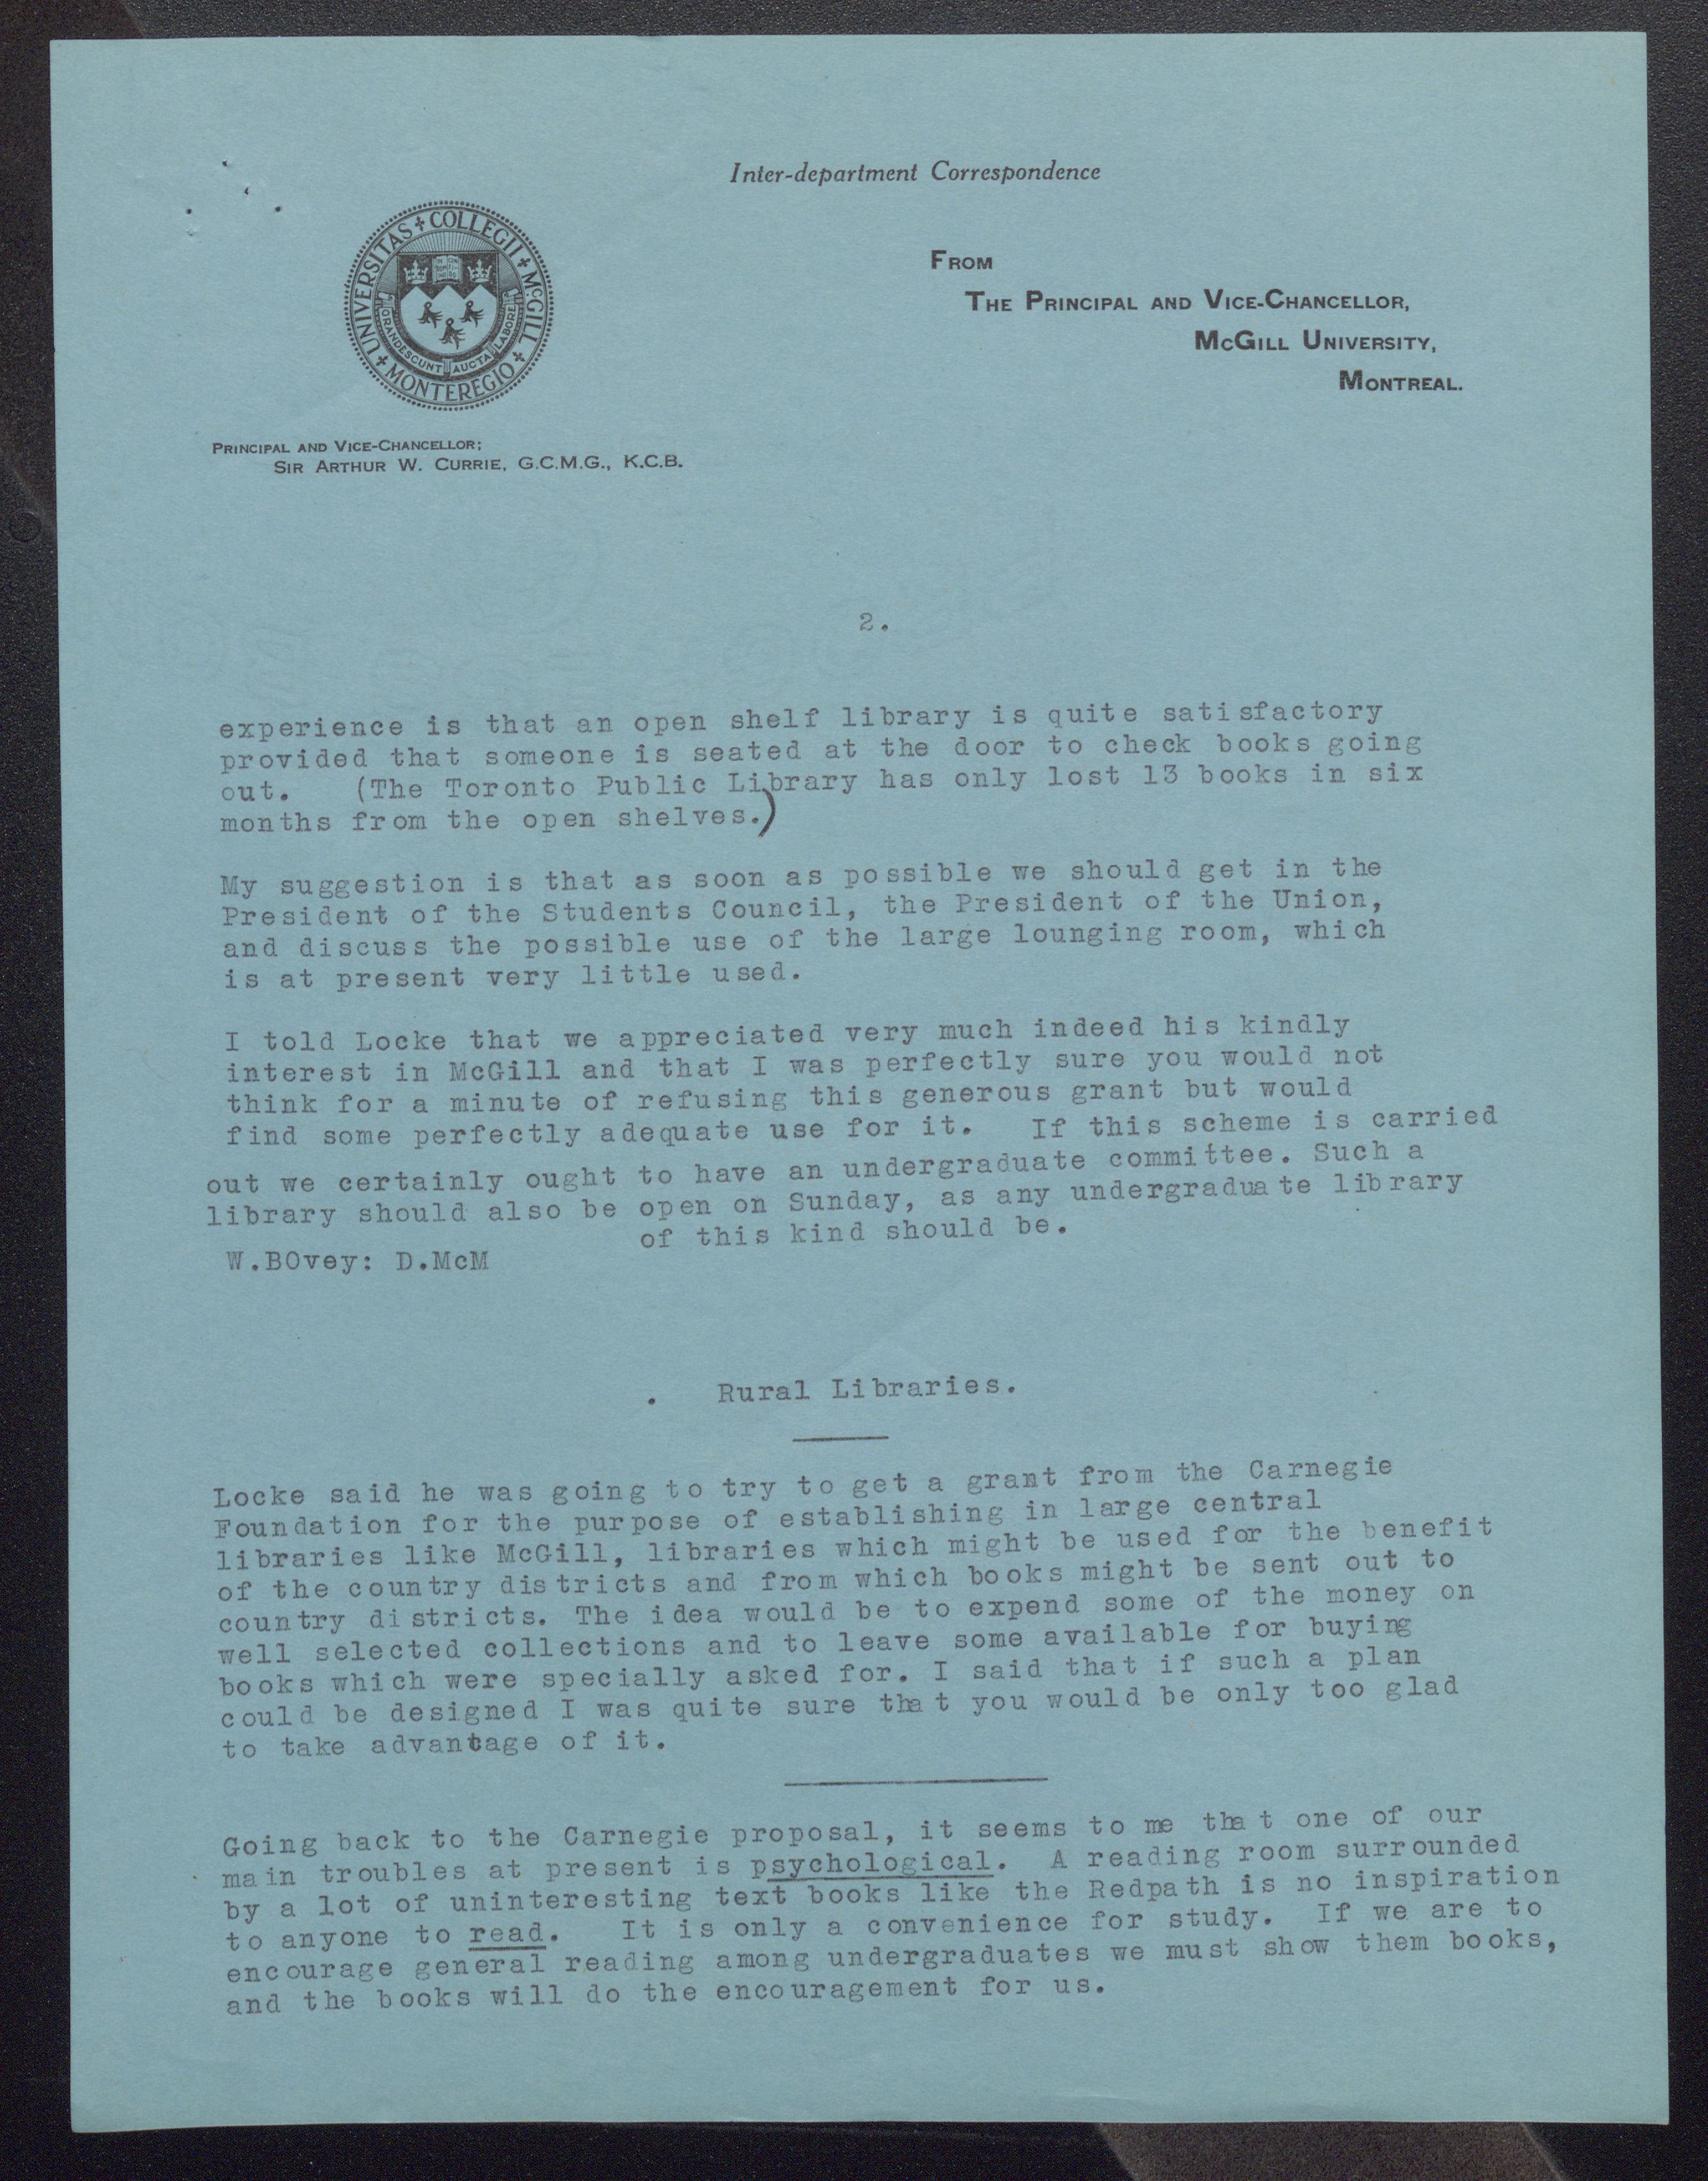 Inter-department Correspondence
UNIVERSITAS COLLEGII McGILL MONTEREGIO
IN DOMINO CONFIDO
GRANDESCUNT AUCTA LABORE
FROM
THE PRINCIPAL AND VICE-CHANCELLOR,
McGILL UNIVERSITY,
MONTREAL.
PRINCIPAL AND VICE-CHANCELLOR;
SIR ARTHUR W. CURRIE, G.C.M.G., K.C.B.
2.
experience is that an open shelf library is quite satisfactory
provided that someone is seated at the door to check books going
out. (The Toronto Public Library has only lost 13 books in six
months from the open shelves.)
My suggestion is that as soon as possible we should get in the
President of the Students Council, the President of the Union,
and discuss the possible use of the large lounging room, which
is at present very little used.
I told Locke that we appreciated very much indeed his kindly
interest in McGill and that I was perfectly sure you would not
think for a minute of refusing this generous grant but would
find some perfectly adequate use for it. If this scheme is carried
out we certainly ought to have an undergraduate committee. Such a
library should also be open on Sunday, as any undergraduate library
of this kind should be.
W.BOvey: D.McM
Rural Libraries.
Locke said he was going to try to get a grant from the Carnegie
Foundation for the purpose of establishing in large central
libraries like McGill, libraries which might be used for the benefit
of the country districts and from which books might be sent out to
country districts. The idea would be to expend some of the money on
well selected collections and to leave some available for buying
books which were specially asked for. I said that if such a plan
could be designed I was quite sure that you would be only too glad
to take advantage of it.
Going back to the Carnegie proposal, it seems to me that one of our
main troubles at present is psychological. A reading room surrounded
by a lot of uninteresting text books like the Redpath is no inspiration
to anyone to read. It is only a convenience for study. If we are to
encourage general reading among undergraduates we must show them books,
and the books will do the encouragement for us.